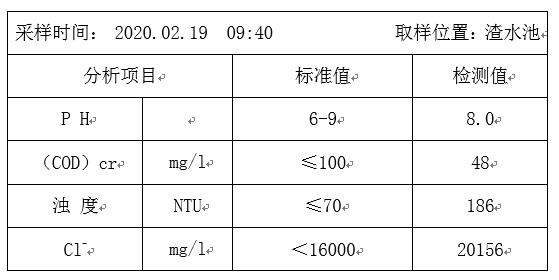 采样时间： 2020.02.19 09:40 取样位置：渣水池
分析项目 标准值 检测值
P H 6-9 8.0
（COD）cr mg/l ≤100 48
浊 度 NTU ≤70 186
Cl⁻ mg/l ＜16000 20156